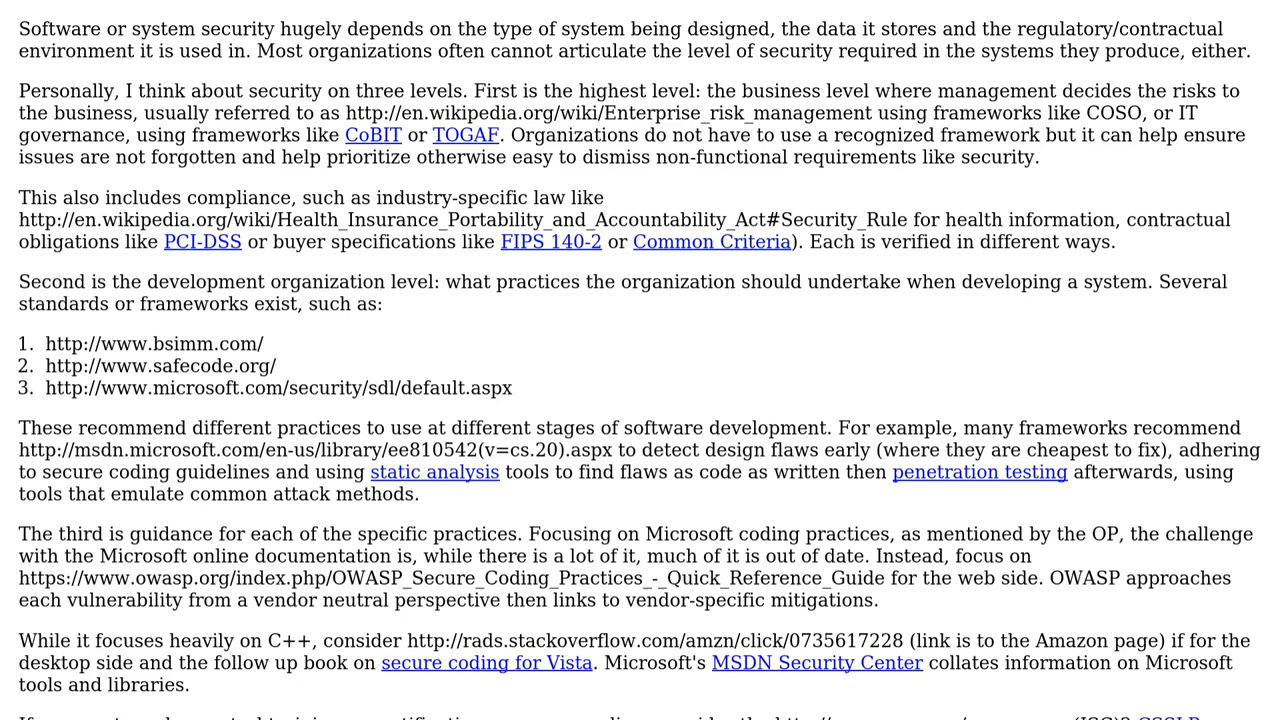 Software or system security hugely depends on the type of system being designed, the data it stores and the regulatory/contractual
environment it is used in. Most organizations often cannot articulate the level of security required in the systems they produce, either.
Personally, I think about security on three levels. First is the highest level: the business level where management decides the risks to
the business, usually referred to as http://en.wikipedia.org/wiki/Enterprise_risk_management using frameworks like COSO, or IT
governance, using frameworks like CoBIT or TOGAF. Organizations do not have to use a recognized framework but it can help ensure
issues are not forgotten and help prioritize otherwise easy to dismiss non-functional requirements like security.
This also includes compliance, such as industry-specific law like
http://en.wikipedia.org/wiki/Health_Insurance_Portability_and_Accountability_Act#Security_Rule for health information, contractual
obligations like PCI-DSS or buyer specifications like FIPS 140-2 or Common Criteria). Each is verified in different ways.
Second is the development organization level: what practices the organization should undertake when developing a system. Several
standards or frameworks exist, such as:
1. http://www.bsimm.com/
2. http://www.safecode.org/
3. http://www.microsoft.com/security/sdl/default.aspx
These recommend different practices to use at different stages of software development. For example, many frameworks recommend
http://msdn.microsoft.com/en-us/library/ee810542(v=cs.20).aspx to detect design flaws early (where they are cheapest to fix), adhering
to secure coding guidelines and using static analysis tools to find flaws as code as written then penetration testing afterwards, using
tools that emulate common attack methods.
The third is guidance for each of the specific practices. Focusing on Microsoft coding practices, as mentioned by the OP, the challenge
with the Microsoft online documentation is, while there is a lot of it, much of it is out of date. Instead, focus on
https://www.owasp.org/index.php/OWASP_Secure_Coding_Practices_-_Quick_Reference_Guide for the web side. OWASP approaches
each vulnerability from a vendor neutral perspective then links to vendor-specific mitigations.
While it focuses heavily on C++, consider http://rads.stackoverflow.com/amzn/click/0735617228 (link is to the Amazon page) if for the
desktop side and the follow up book on secure coding for Vista. Microsoft's MSDN Security Center collates information on Microsoft
tools and libraries.